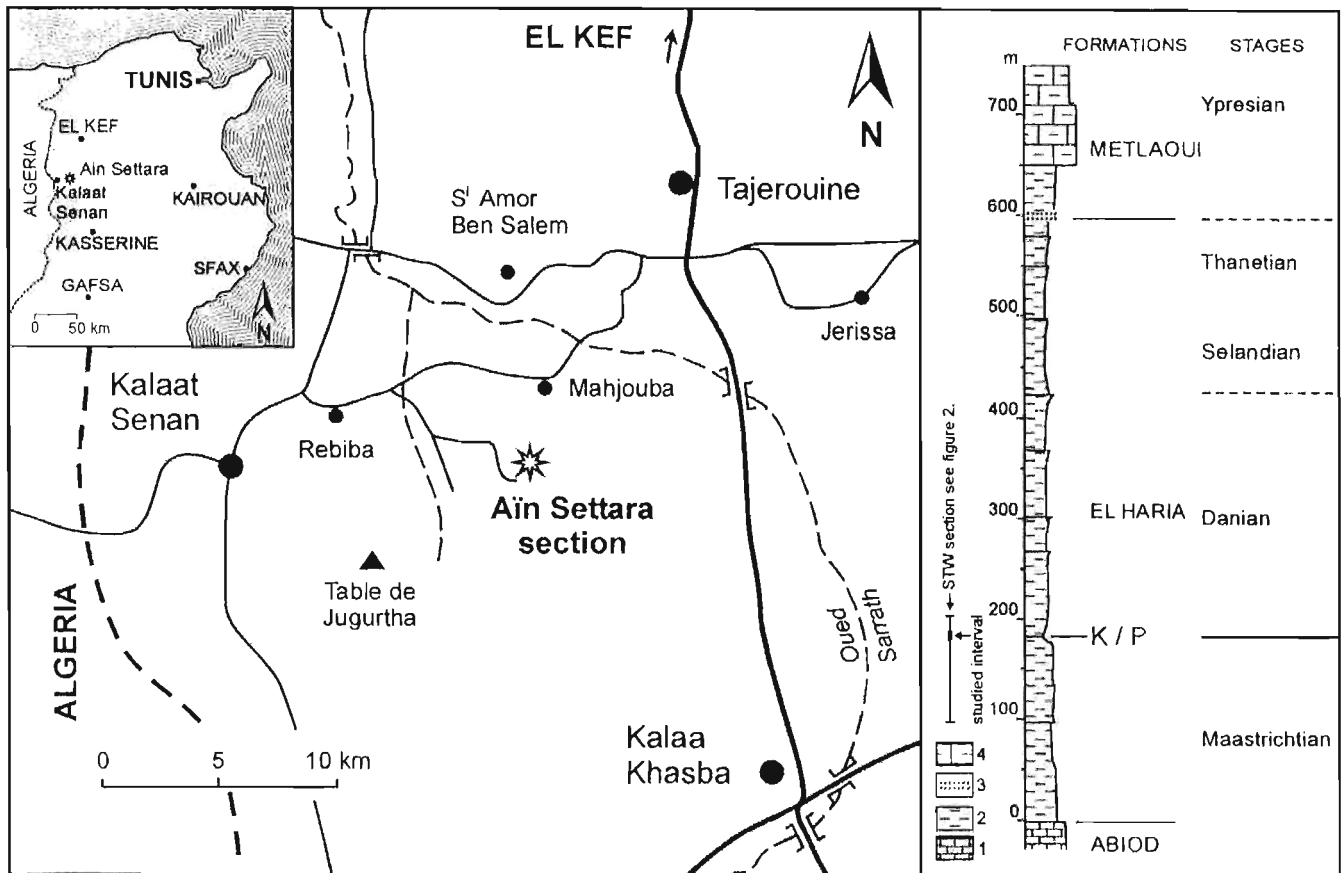 TUNIS
EL KEF
ALGERIA
Aïn Settara
Kalaat
Senan
KAIROUAN
KASSERINE
SFAX
GAFSA
0 50 km
N
EL KEF
N
Tajerouine
Sᶦ Amor
Ben Salem
Jerissa
Kalaat
Senan
Mahjouba
Rebiba
Aïn Settara
section
Table de
Jugurtha
ALGERIA
Oued
Sarrath
0 5 10 km
Kalaa
Khasba
FORMATIONS STAGES
m
700
Ypresian
METLAOUI
600
Thanetian
500
Selandian
400
STW section see figure 2.
300
EL HARIA
Danian
200
K / P
studied interval
100
Maastrichtian
4
3
2
1
0
ABIOD